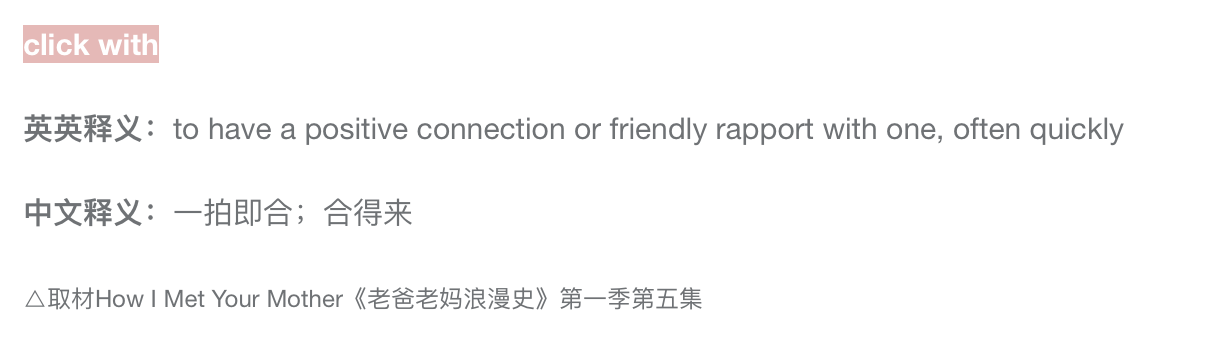 click with
英英释义：to have a positive connection or friendly rapport with one, often quickly
中文释义：一拍即合；合得来
△取材How I Met Your Mother《老爸老妈浪漫史》第一季第五集